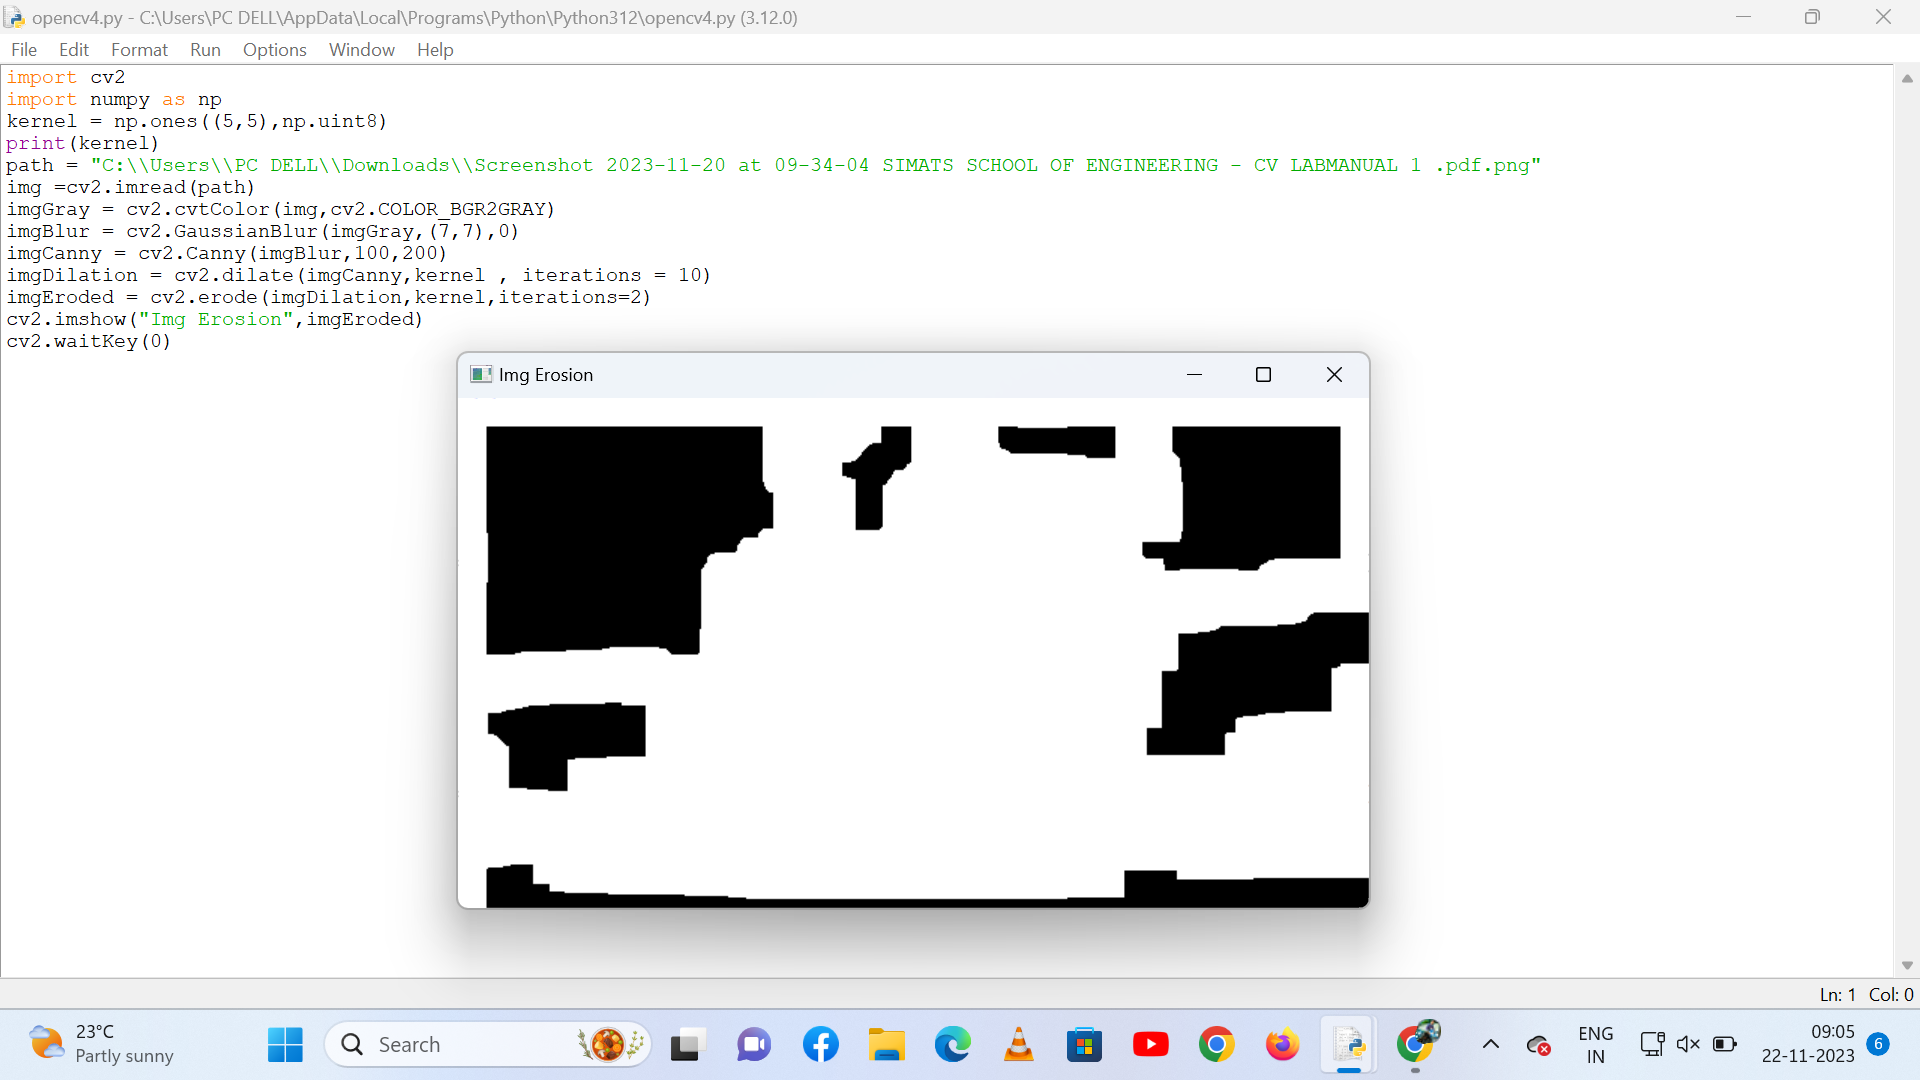 opencv4.py - C:\Users\PC DELL\AppData\Local\Programs\Python\Python312\opencv4.py (3.12.0)
File Edit Format Run Options Window Help
import cv2
import numpy as np
kernel = np.ones((5,5),np.uint8)
print(kernel)
path = "C:\\Users\\PC DELL\\Downloads\\Screenshot 2023-11-20 at 09-34-04 SIMATS SCHOOL OF ENGINEERING - CV LABMANUAL 1 .pdf.png"
img =cv2.imread(path)
imgGray = cv2.cvtColor(img,cv2.COLOR_BGR2GRAY)
imgBlur = cv2.GaussianBlur(imgGray,(7,7),0)
imgCanny = cv2.Canny(imgBlur,100,200)
imgDilation = cv2.dilate(imgCanny,kernel , iterations = 10)
imgEroded = cv2.erode(imgDilation,kernel,iterations=2)
cv2.imshow("Img Erosion",imgEroded)
cv2.waitKey(0)
Img Erosion
Ln: 1 Col: 0
23°C
Partly sunny
Search
ENG
IN
09:05
22-11-2023
6